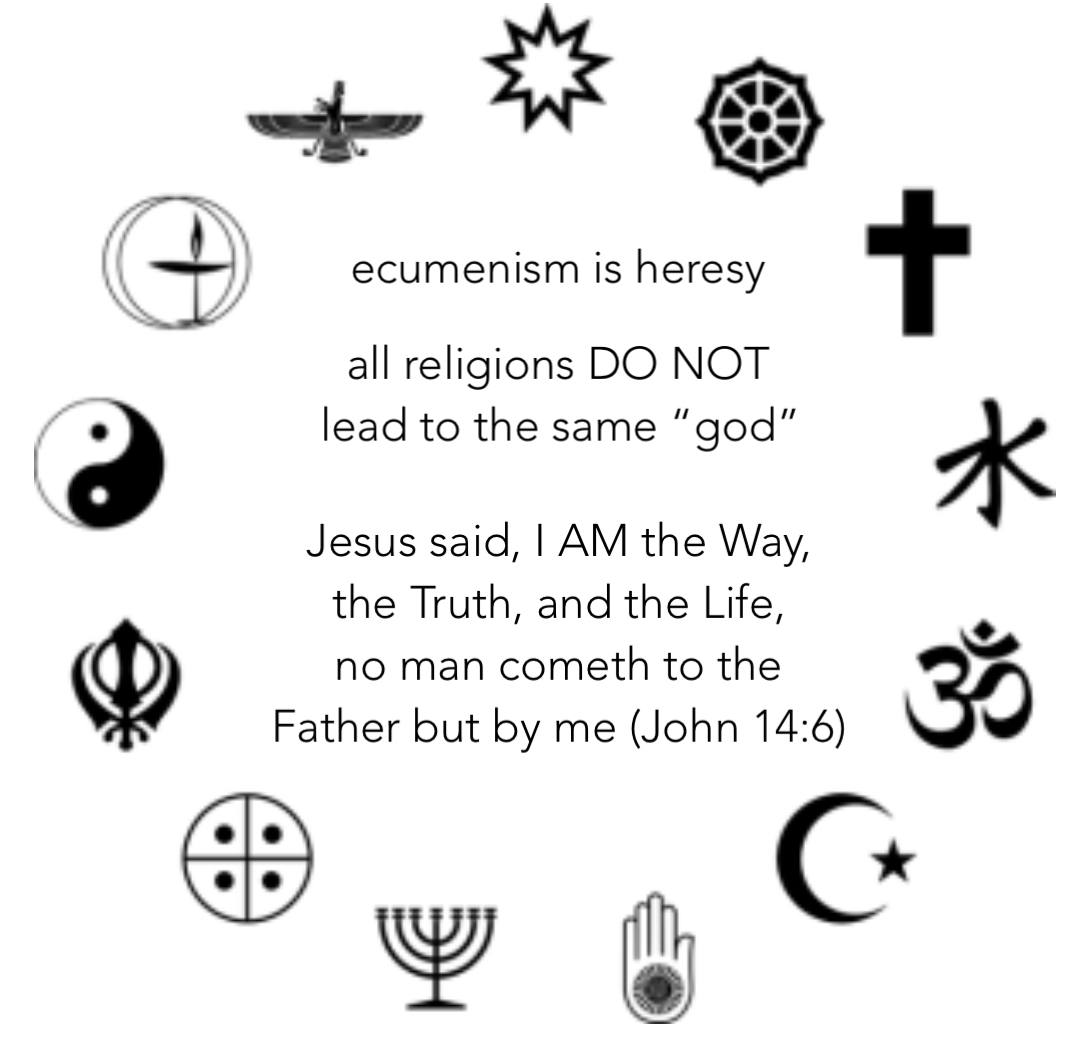 ecumenism is heresy
all religions DO NOT
lead to the same “god”
水
Jesus said, I AM the Way,
the Truth, and the Life,
no man cometh to the
Father but by me (John 14:6)
ॐ